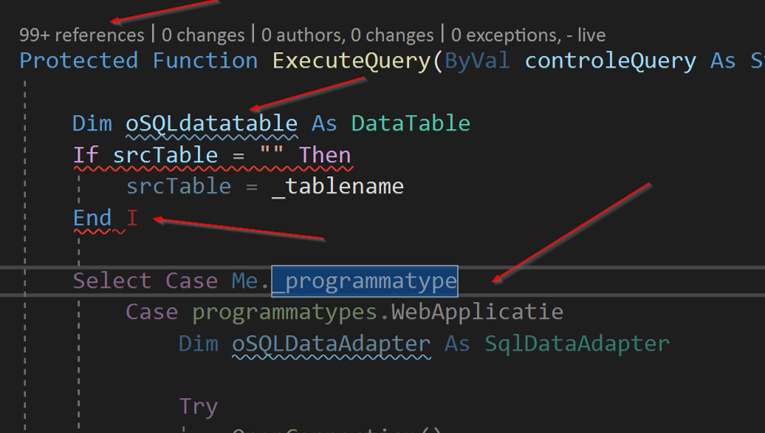 99+ references | 0 changes | 0 authors, 0 changes | 0 exceptions, - live
Protected Function ExecuteQuery(ByVal controleQuery As
Dim oSQLdatatable As DataTable
If srcTable = "" Then
srcTable = _tablename
End I
Select Case Me._programmatype
Case programmatypes.WebApplicatie
Dim oSQLDataAdapter As SqlDataAdapter
Try